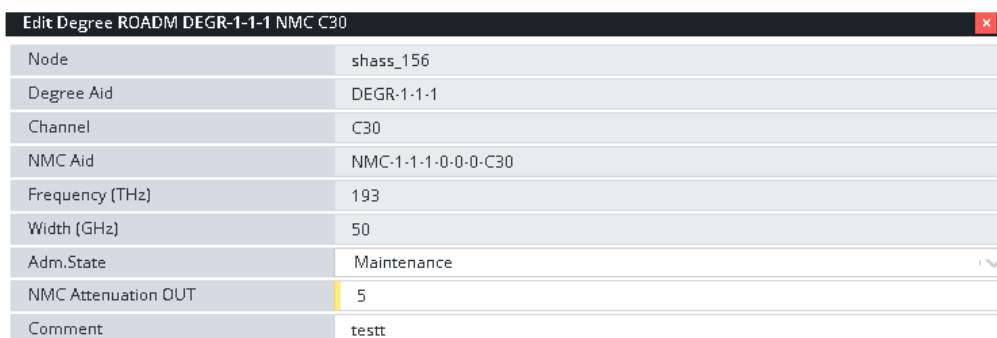 Edit Degree ROADM DEGR-1-1-1 NMC C30
Node shass_156
Degree Aid DEGR-1-1-1
Channel C30
NMC Aid NMC-1-1-1-0-0-0-C30
Frequency (THz) 193
Width (GHz) 50
Adm.State Maintenance
NMC Attenuation OUT 5
Comment testt